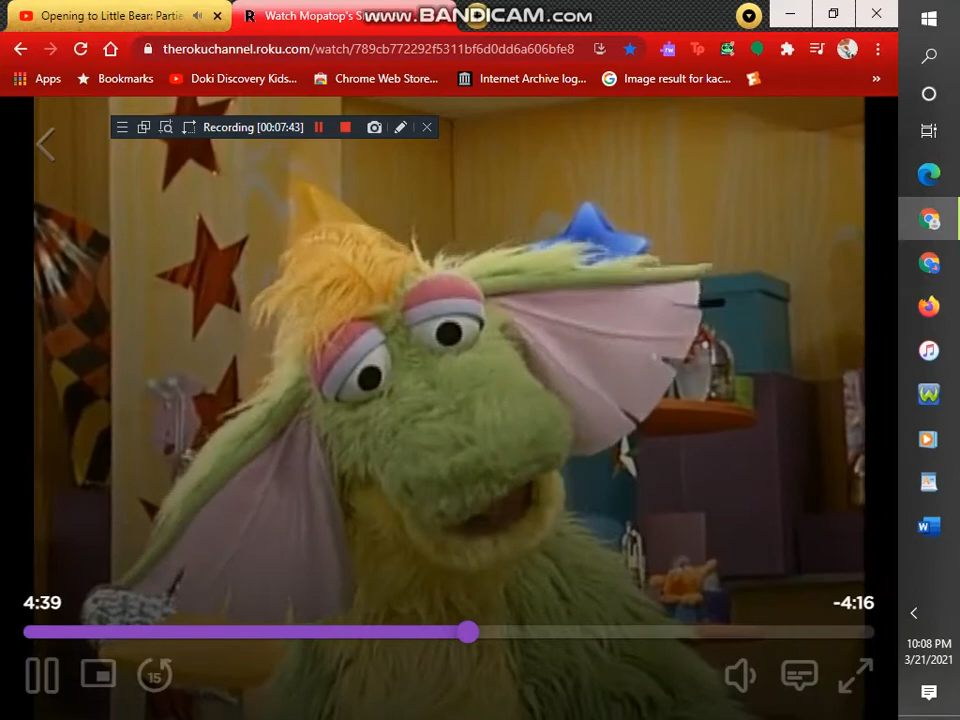 Opening to Little Bear: Partie
Watch Mopatop's S
www.BANDICAM.com
therokuchannel.roku.com/watch/789cb772292f5311bf6d0dd6a606bfe8
Apps
Bookmarks
Doki Discovery Kids...
Chrome Web Store...
Internet Archive log...
Image result for kac...
»
Recording [00:07:43]
4:39
-4:16
15
10:08 PM
3/21/2021